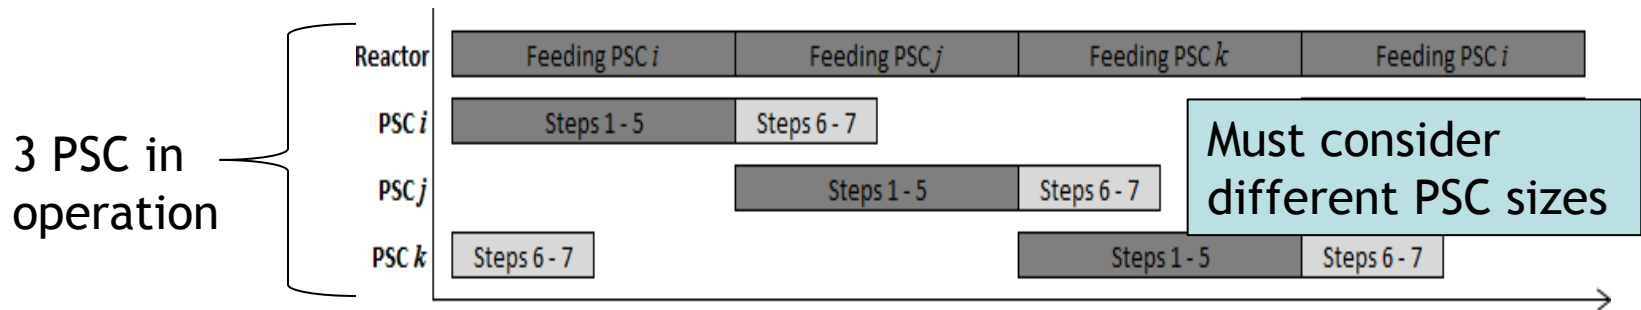 3 PSC in
operation
Reactor Feeding PSC i Feeding PSC j Feeding PSC k Feeding PSC i
PSC i Steps 1 - 5 Steps 6 - 7
PSC j Steps 1 - 5 Steps 6 - 7
PSC k Steps 6 - 7 Steps 1 - 5 Steps 6 - 7
Must consider
different PSC sizes